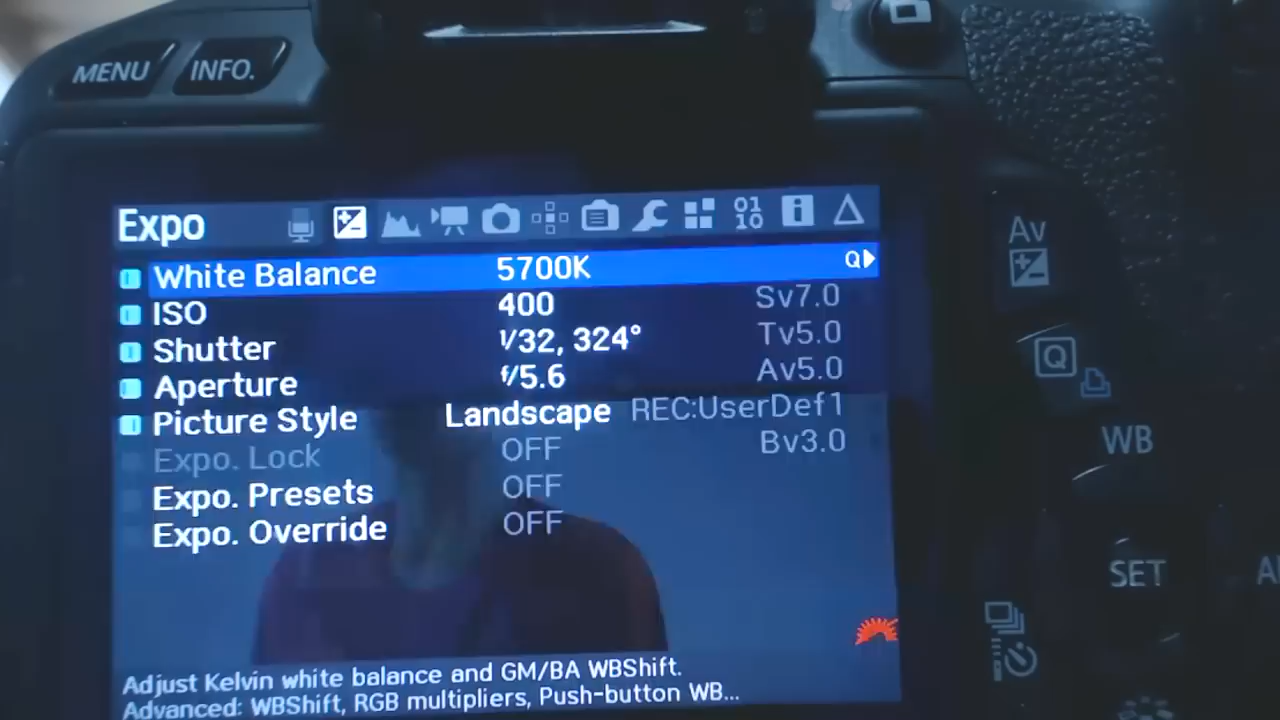 MENU INFO.
Expo 01 10
White Balance 5700K Q
ISO 400 Sv7.0
Shutter 1/32, 324° Tv5.0
Aperture f/5.6 Av5.0
Picture Style Landscape REC:UserDef1
Expo. Lock OFF Bv3.0
Expo. Presets OFF
Expo. Override OFF
Adjust Kelvin white balance and GM/BA WBShift.
Advanced: WBShift, RGB multipliers, Push-button WB...
Av
Q
WB
SET